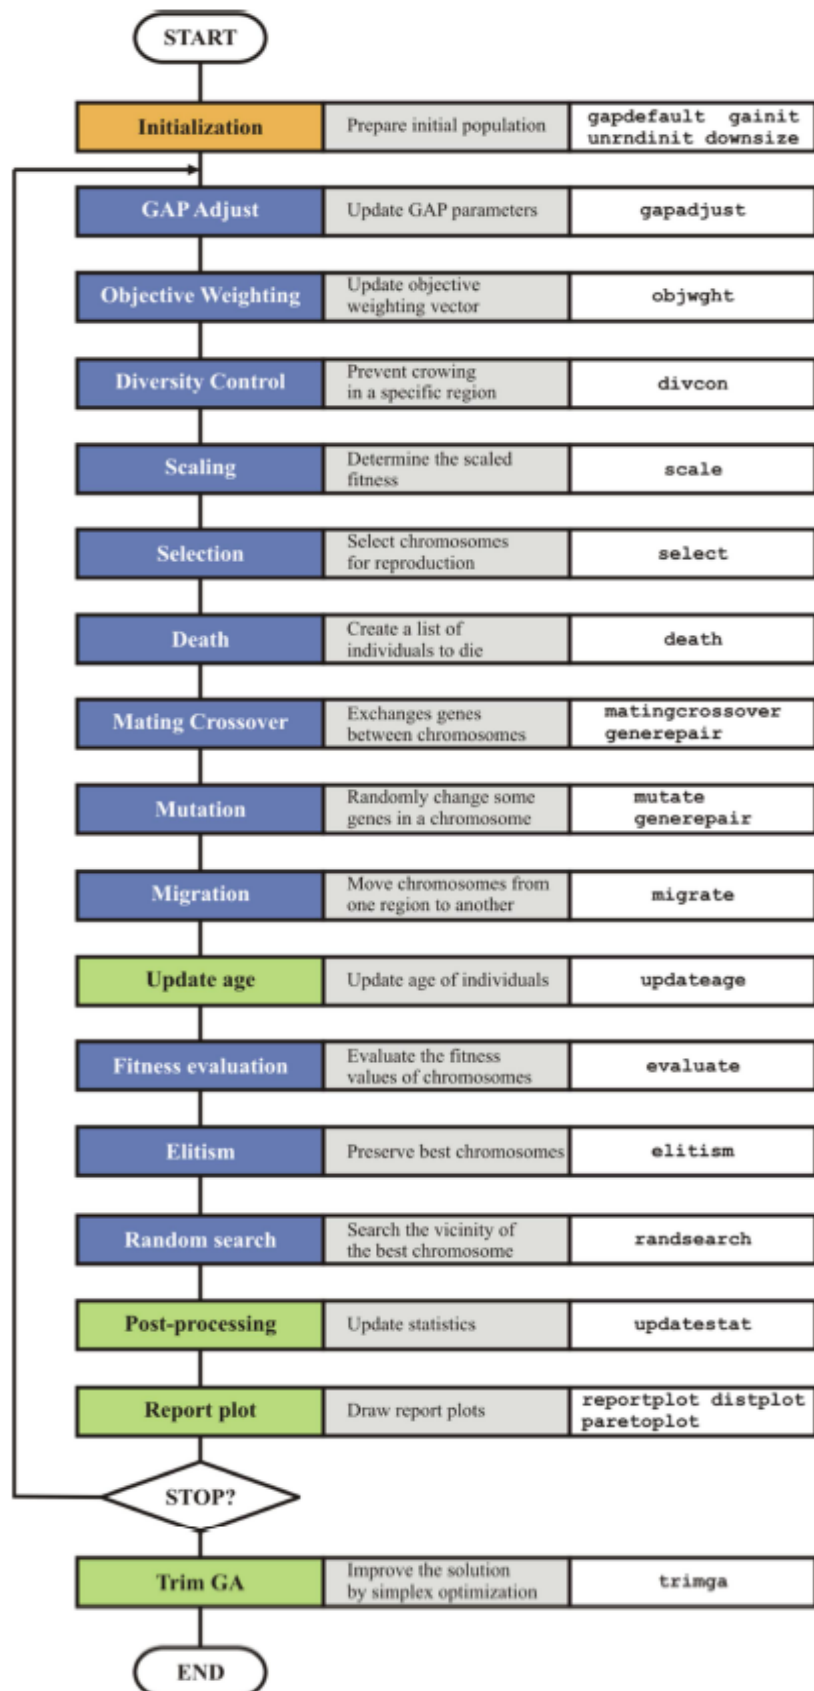 START
Initialization
Prepare initial population
gapdefault gainit
unrndinit downsize
GAP Adjust
Update GAP parameters
gapadjust
Objective Weighting
Update objective
weighting vector
objwght
Diversity Control
Prevent crowing
in a specific region
divcon
Scaling
Determine the scaled
fitness
scale
Selection
Select chromosomes
for reproduction
select
Death
Create a list of
individuals to die
death
Mating Crossover
Exchanges genes
between chromosomes
matingcrossover
generepair
Mutation
Randomly change some
genes in a chromosome
mutate
generepair
Migration
Move chromosomes from
one region to another
migrate
Update age
Update age of individuals
updateage
Fitness evaluation
Evaluate the fitness
values of chromosomes
evaluate
Elitism
Preserve best chromosomes
elitism
Random search
Search the vicinity of
the best chromosome
randsearch
Post-processing
Update statistics
updatestat
Report plot
Draw report plots
reportplot distplot
paretoplot
STOP?
Trim GA
Improve the solution
by simplex optimization
trimga
END